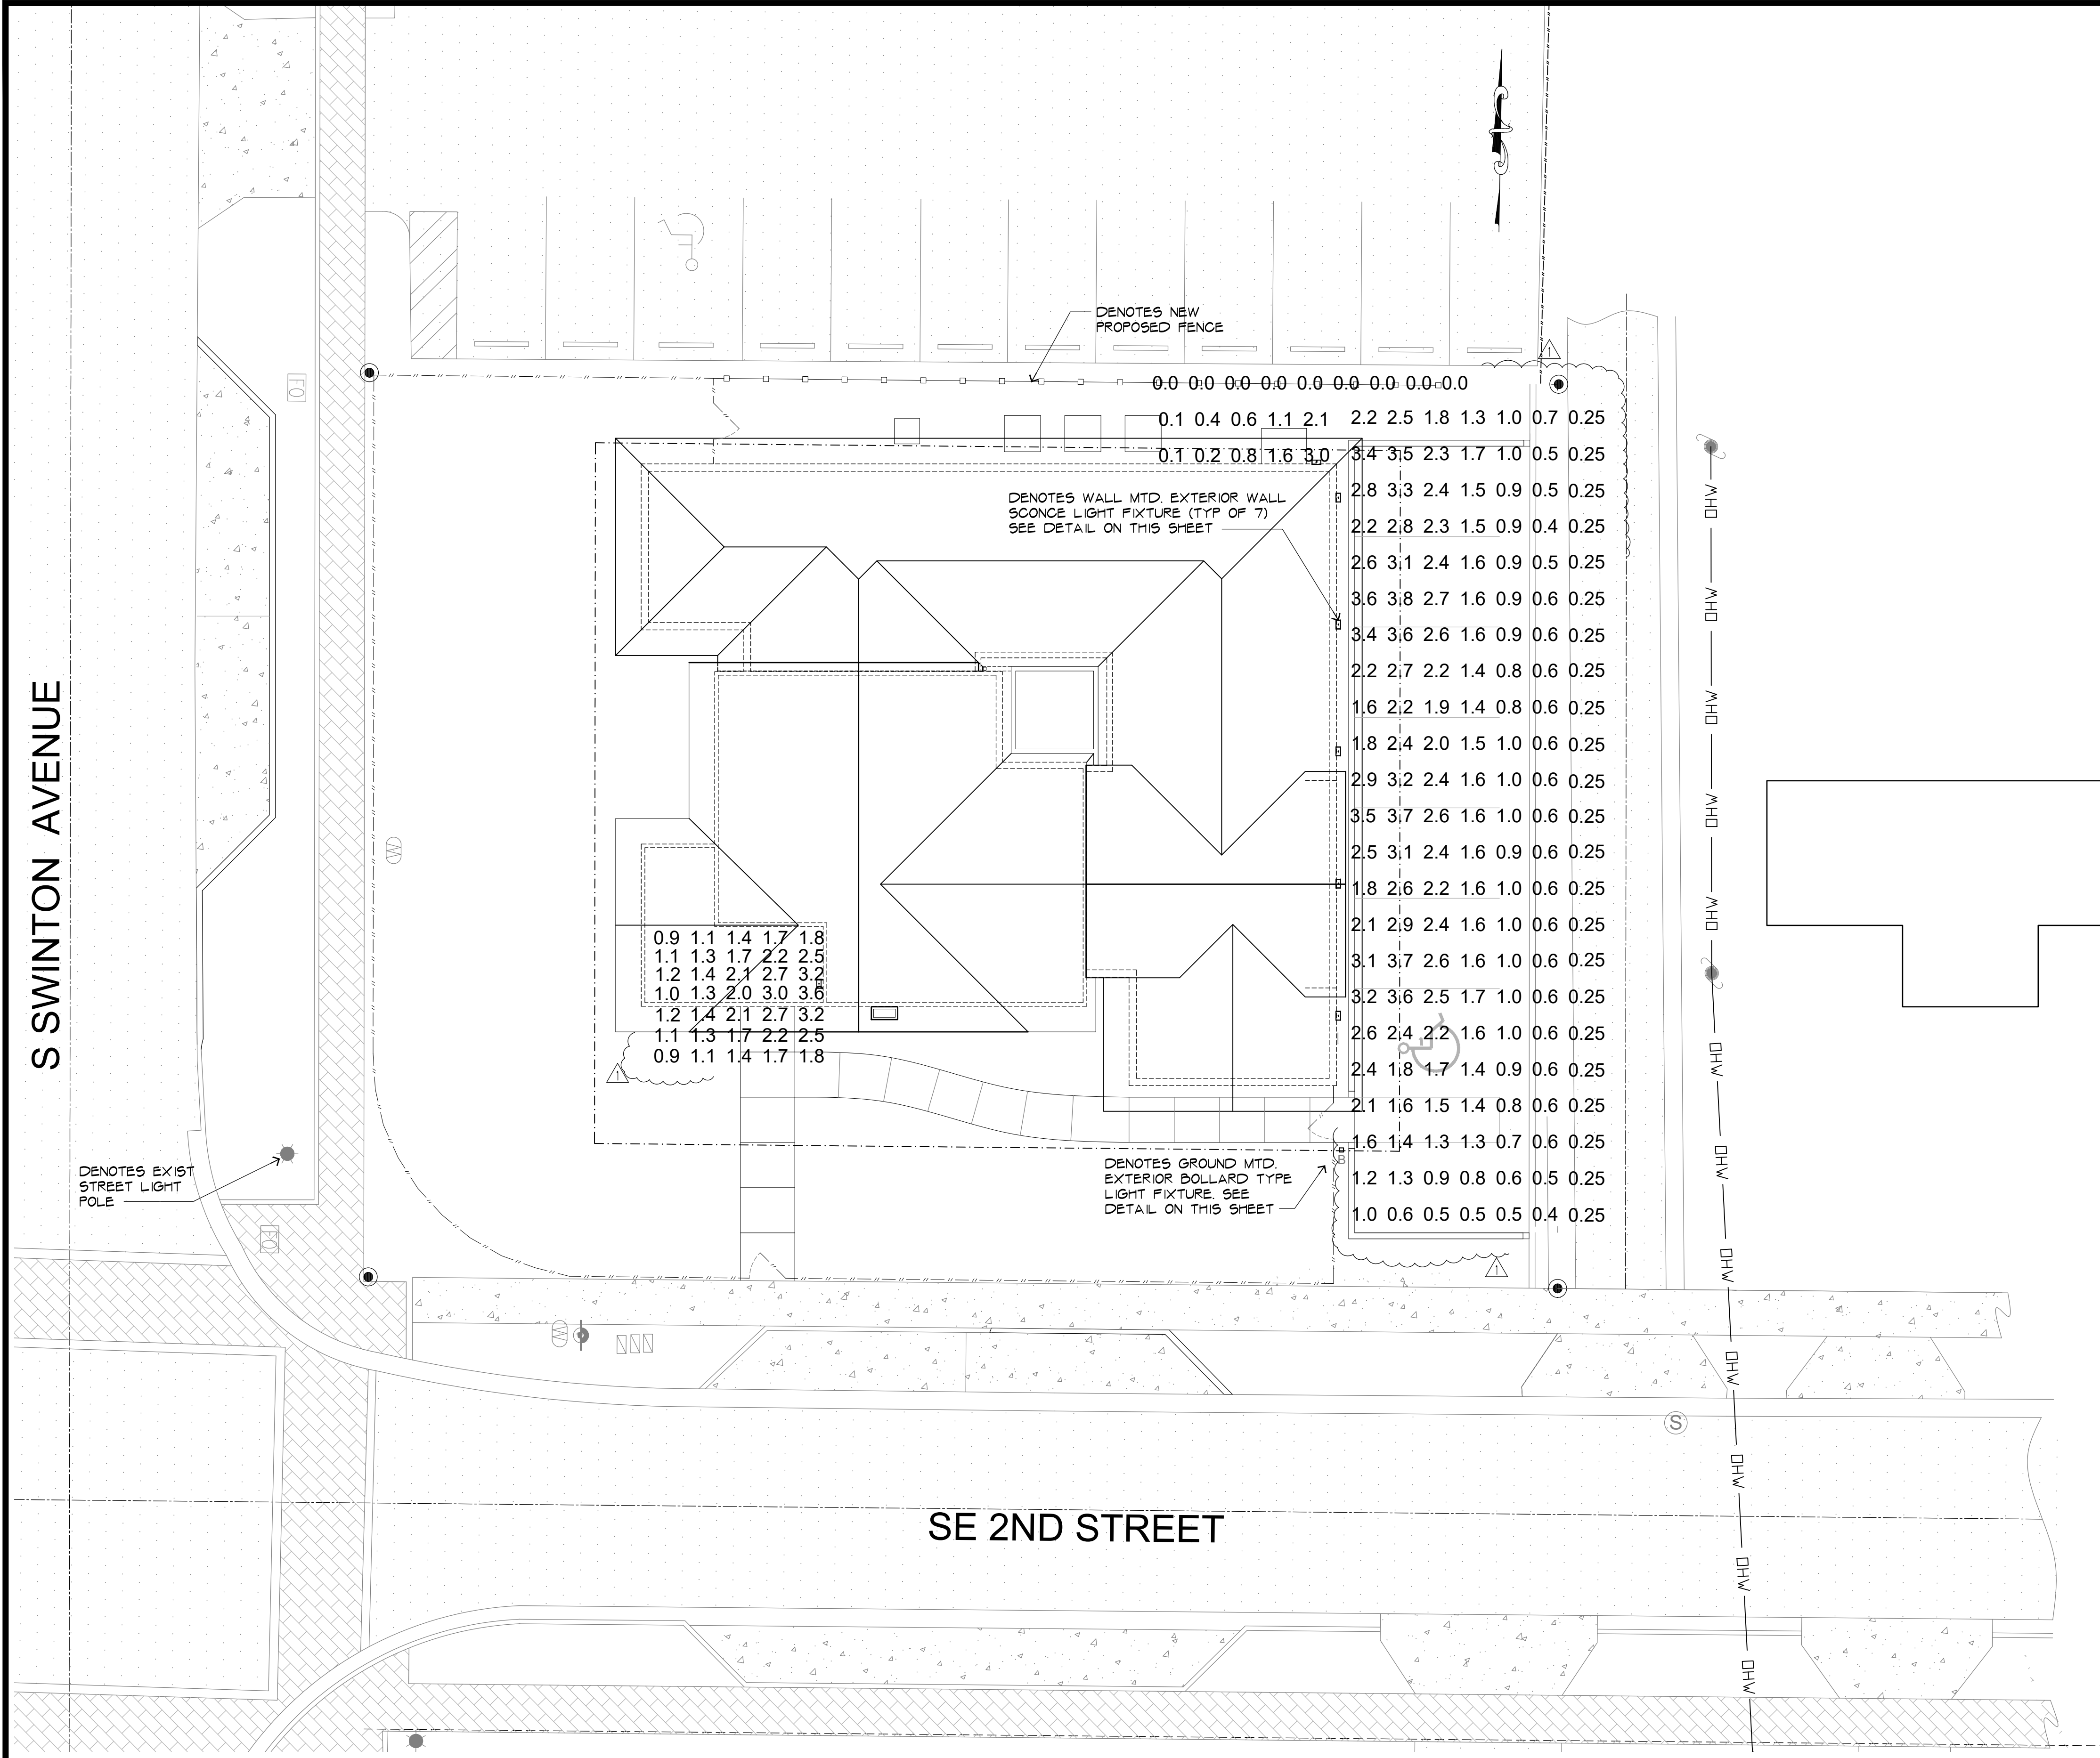 FO
DENOTES NEW
PROPOSED FENCE
1
0.0 0.0 0.0 0.0 0.0 0.0 0.0 0.0 0.0
0.1 0.4 0.6 1.1 2.1 2.2 2.5 1.8 1.3 1.0 0.7 0.25
0.1 0.2 0.8 1.6 3.0 3.4 3.5 2.3 1.7 1.0 0.5 0.25
DENOTES WALL MTD. EXTERIOR WALL
SCONCE LIGHT FIXTURE (TYP OF 7)
SEE DETAIL ON THIS SHEET
2.8 3.3 2.4 1.5 0.9 0.5 0.25
2.2 2.8 2.3 1.5 0.9 0.4 0.25
2.6 3.1 2.4 1.6 0.9 0.5 0.25
3.6 3.8 2.7 1.6 0.9 0.6 0.25
3.4 3.6 2.6 1.6 0.9 0.6 0.25
2.2 2.7 2.2 1.4 0.8 0.6 0.25
1.6 2.2 1.9 1.4 0.8 0.6 0.25
1.8 2.4 2.0 1.5 1.0 0.6 0.25
2.9 3.2 2.4 1.6 1.0 0.6 0.25
3.5 3.7 2.6 1.6 1.0 0.6 0.25
2.5 3.1 2.4 1.6 0.9 0.6 0.25
1.8 2.6 2.2 1.6 1.0 0.6 0.25
2.1 2.9 2.4 1.6 1.0 0.6 0.25
3.1 3.7 2.6 1.6 1.0 0.6 0.25
3.2 3.6 2.5 1.7 1.0 0.6 0.25
2.6 2.4 2.2 1.6 1.0 0.6 0.25
2.4 1.8 1.7 1.4 0.9 0.6 0.25
2.1 1.6 1.5 1.4 0.8 0.6 0.25
1.6 1.4 1.3 1.3 0.7 0.6 0.25
1.2 1.3 0.9 0.8 0.6 0.5 0.25
1.0 0.6 0.5 0.5 0.5 0.4 0.25
OHW
OHW
OHW
OHW
OHW
OHW
OHW
OHW
OHW
OHW
OHW
OHW
S SWINTON AVENUE
W
0.9 1.1 1.4 1.7 1.8
1.1 1.3 1.7 2.2 2.5
1.2 1.4 2.1 2.7 3.2
1.0 1.3 2.0 3.0 3.6
1.2 1.4 2.1 2.7 3.2
1.1 1.3 1.7 2.2 2.5
0.9 1.1 1.4 1.7 1.8
1
DENOTES EXIST
STREET LIGHT
POLE
DENOTES GROUND MTD.
EXTERIOR BOLLARD TYPE
LIGHT FIXTURE. SEE
DETAIL ON THIS SHEET
B
1
FO
W
S
SE 2ND STREET